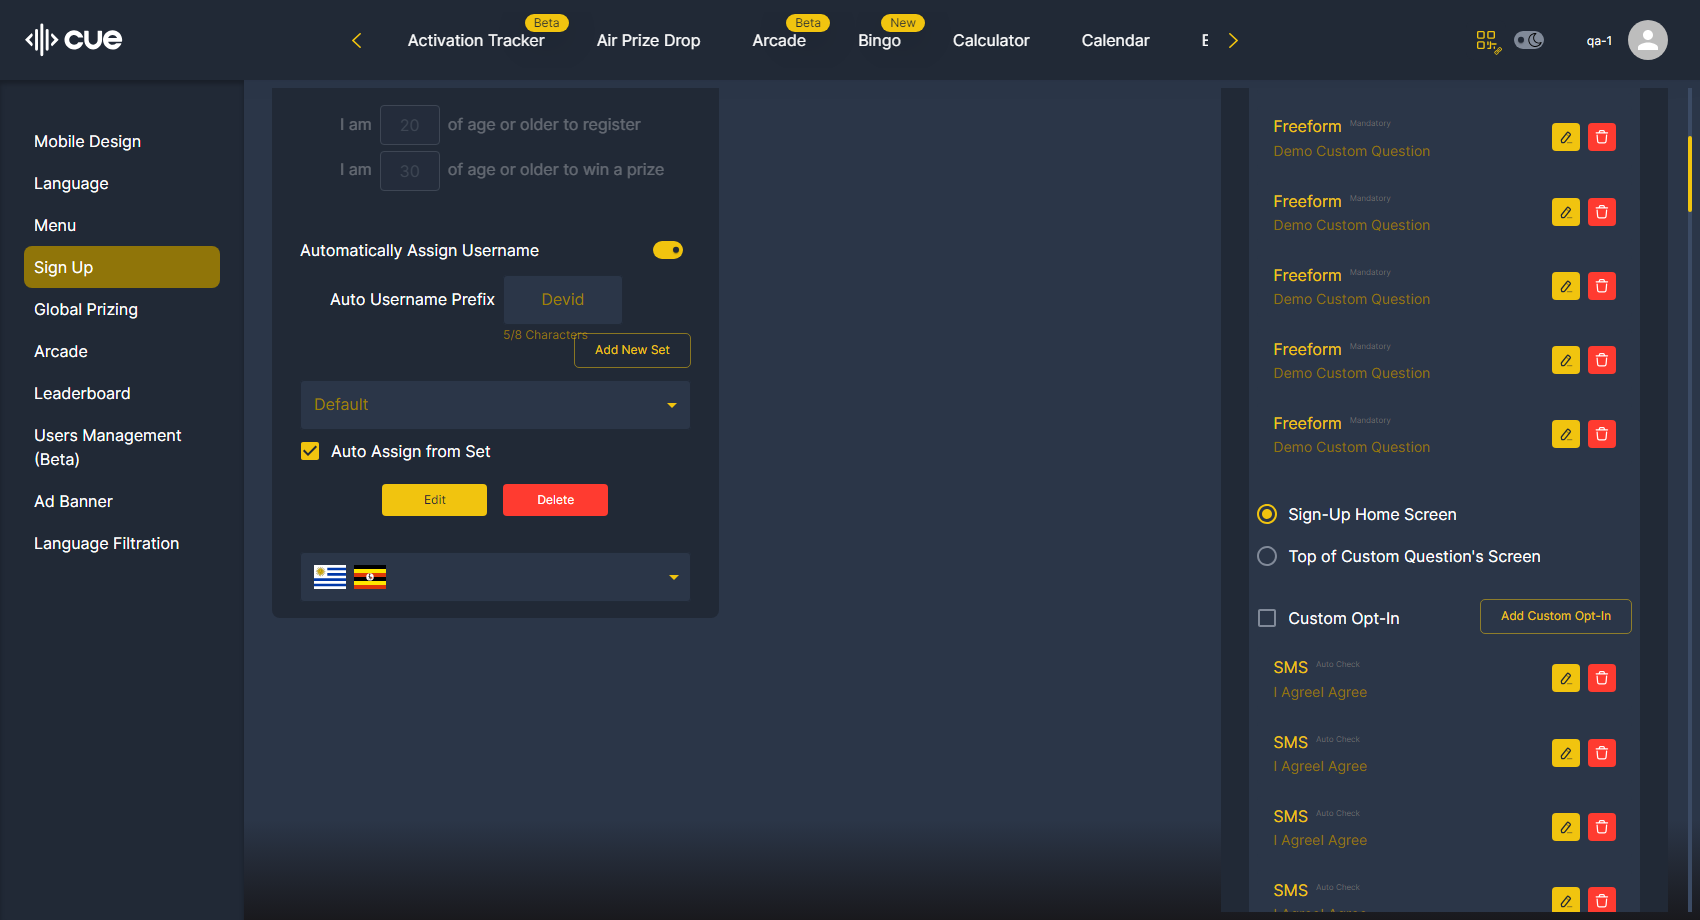 cue
Activation Tracker
Beta
Air Prize Drop
Arcade
Beta
Bingo
New
Calculator
Calendar
qa-1
Mobile Design
Language
Menu
Sign Up
Global Prizing
Arcade
Leaderboard
Users Management
(Beta)
Ad Banner
Language Filtration
I am 20 of age or older to register
I am 30 of age or older to win a prize
Automatically Assign Username
Auto Username Prefix Devid
5/8 Characters
Add New Set
Default
Auto Assign from Set
Edit Delete
Freeform Mandatory
Demo Custom Question
Freeform Mandatory
Demo Custom Question
Freeform Mandatory
Demo Custom Question
Freeform Mandatory
Demo Custom Question
Freeform Mandatory
Demo Custom Question
Sign-Up Home Screen
Top of Custom Question's Screen
Custom Opt-In Add Custom Opt-In
SMS Auto Check
I AgreeI Agree
SMS Auto Check
I AgreeI Agree
SMS Auto Check
I AgreeI Agree
SMS Auto Check